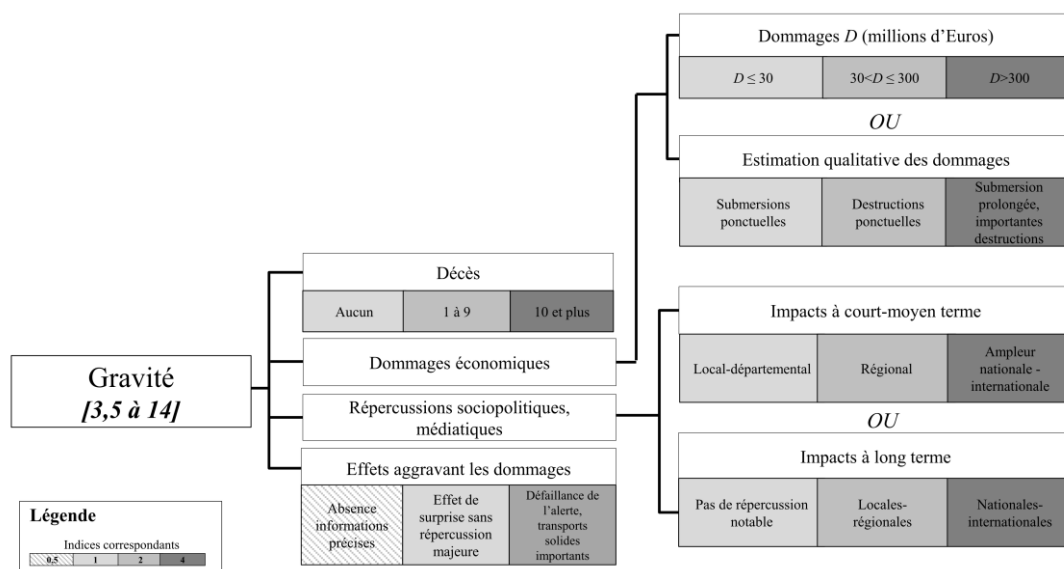 Dommages D (millions d'Euros)
D ≤ 30
30<D ≤ 300
D>300
OU
Estimation qualitative des dommages
Submersions
ponctuelles
Destructions
ponctuelles
Submersion
prolongée,
importantes
destructions
Décès
Aucun
1 à 9
10 et plus
Dommages économiques
Gravité
[3,5 à 14]
Répercussions sociopolitiques,
médiatiques
Effets aggravant les dommages
Absence
informations
précises
Effet de
surprise sans
répercussion
majeure
Défaillance de
l'alerte,
transports
solides
importants
Impacts à court-moyen terme
Local-départemental
Régional
Ampleur
nationale -
internationale
OU
Impacts à long terme
Pas de répercussion
notable
Locales-
régionales
Nationales-
internationales
Légende
Indices correspondants
0,5
1
2
4